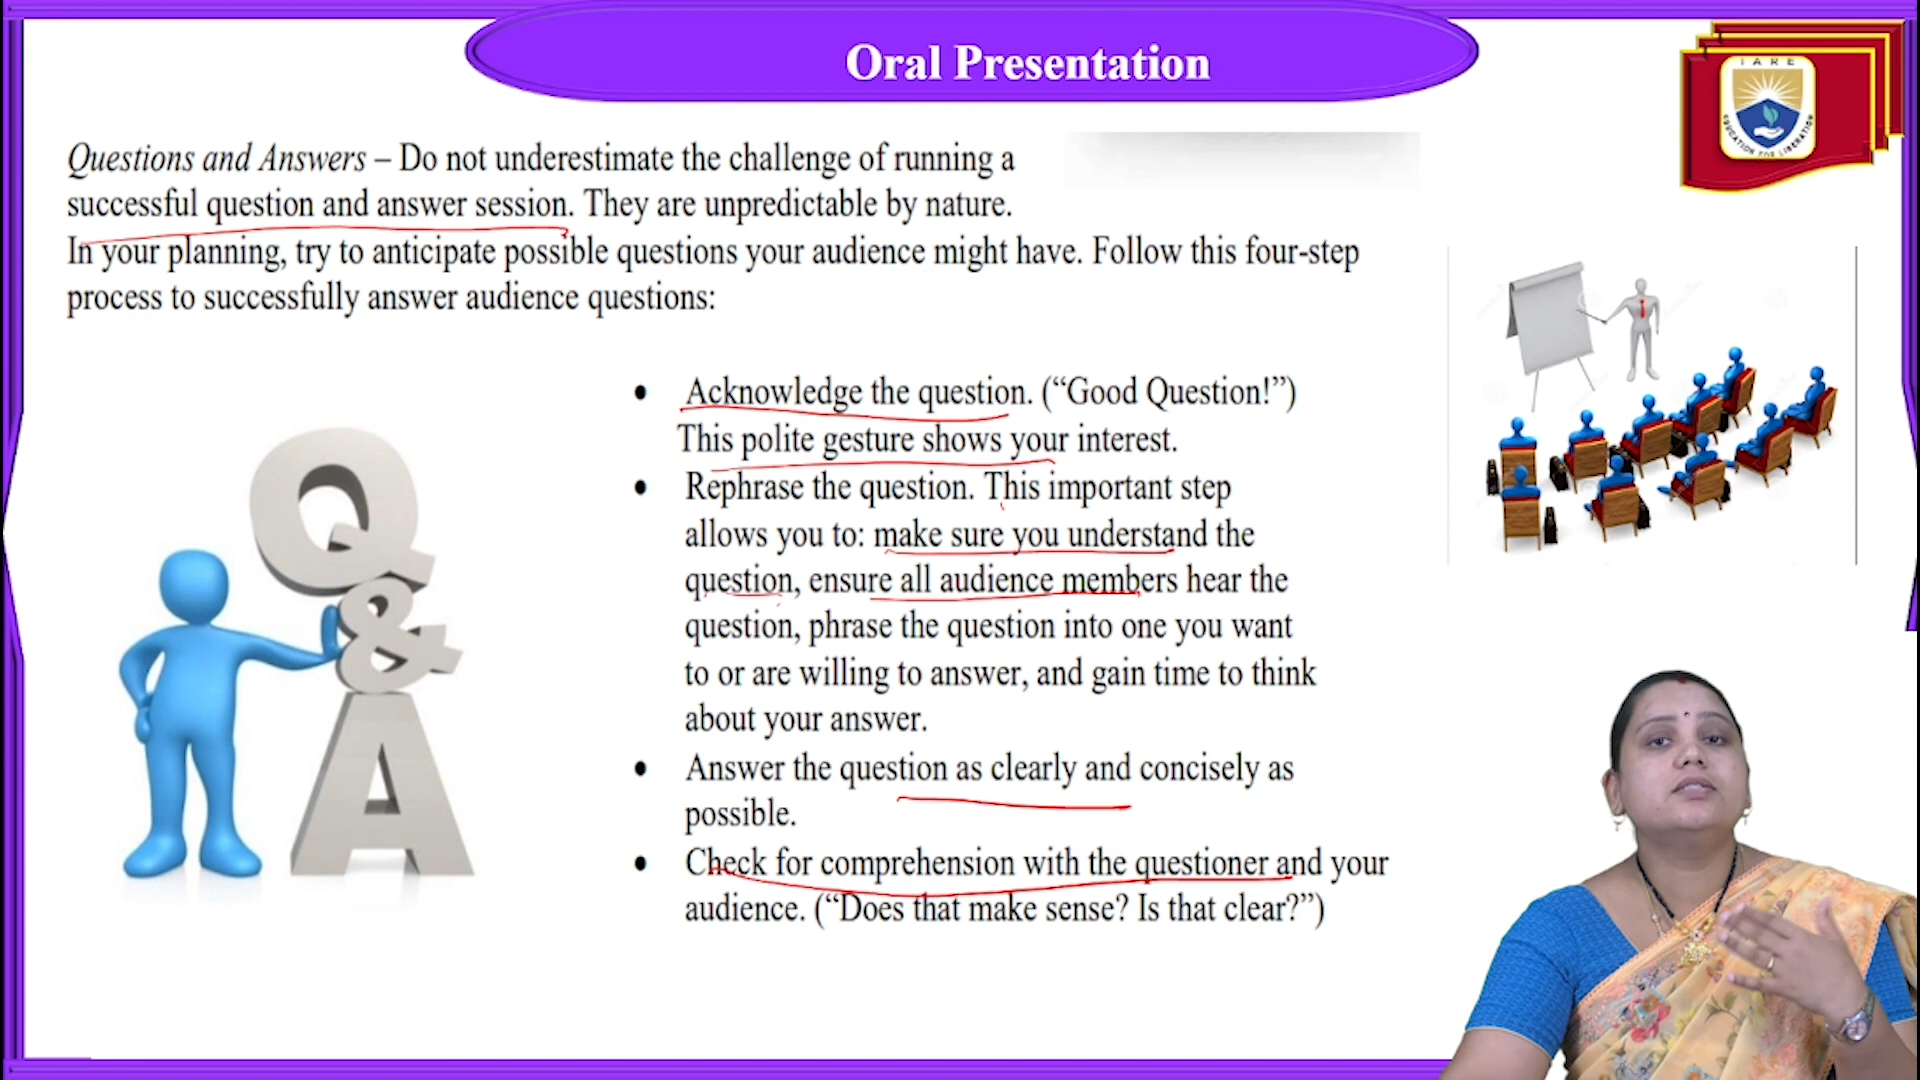 Oral Presentation
IARE
EDUCATION FOR LIBERATION
Questions and Answers – Do not underestimate the challenge of running a
successful question and answer session. They are unpredictable by nature.
In your planning, try to anticipate possible questions your audience might have. Follow this four-step
process to successfully answer audience questions:
Q
&
A
• Acknowledge the question. (“Good Question!”)
This polite gesture shows your interest.
• Rephrase the question. This important step
allows you to: make sure you understand the
question, ensure all audience members hear the
question, phrase the question into one you want
to or are willing to answer, and gain time to think
about your answer.
• Answer the question as clearly and concisely as
possible.
• Check for comprehension with the questioner and your
audience. (“Does that make sense? Is that clear?”)